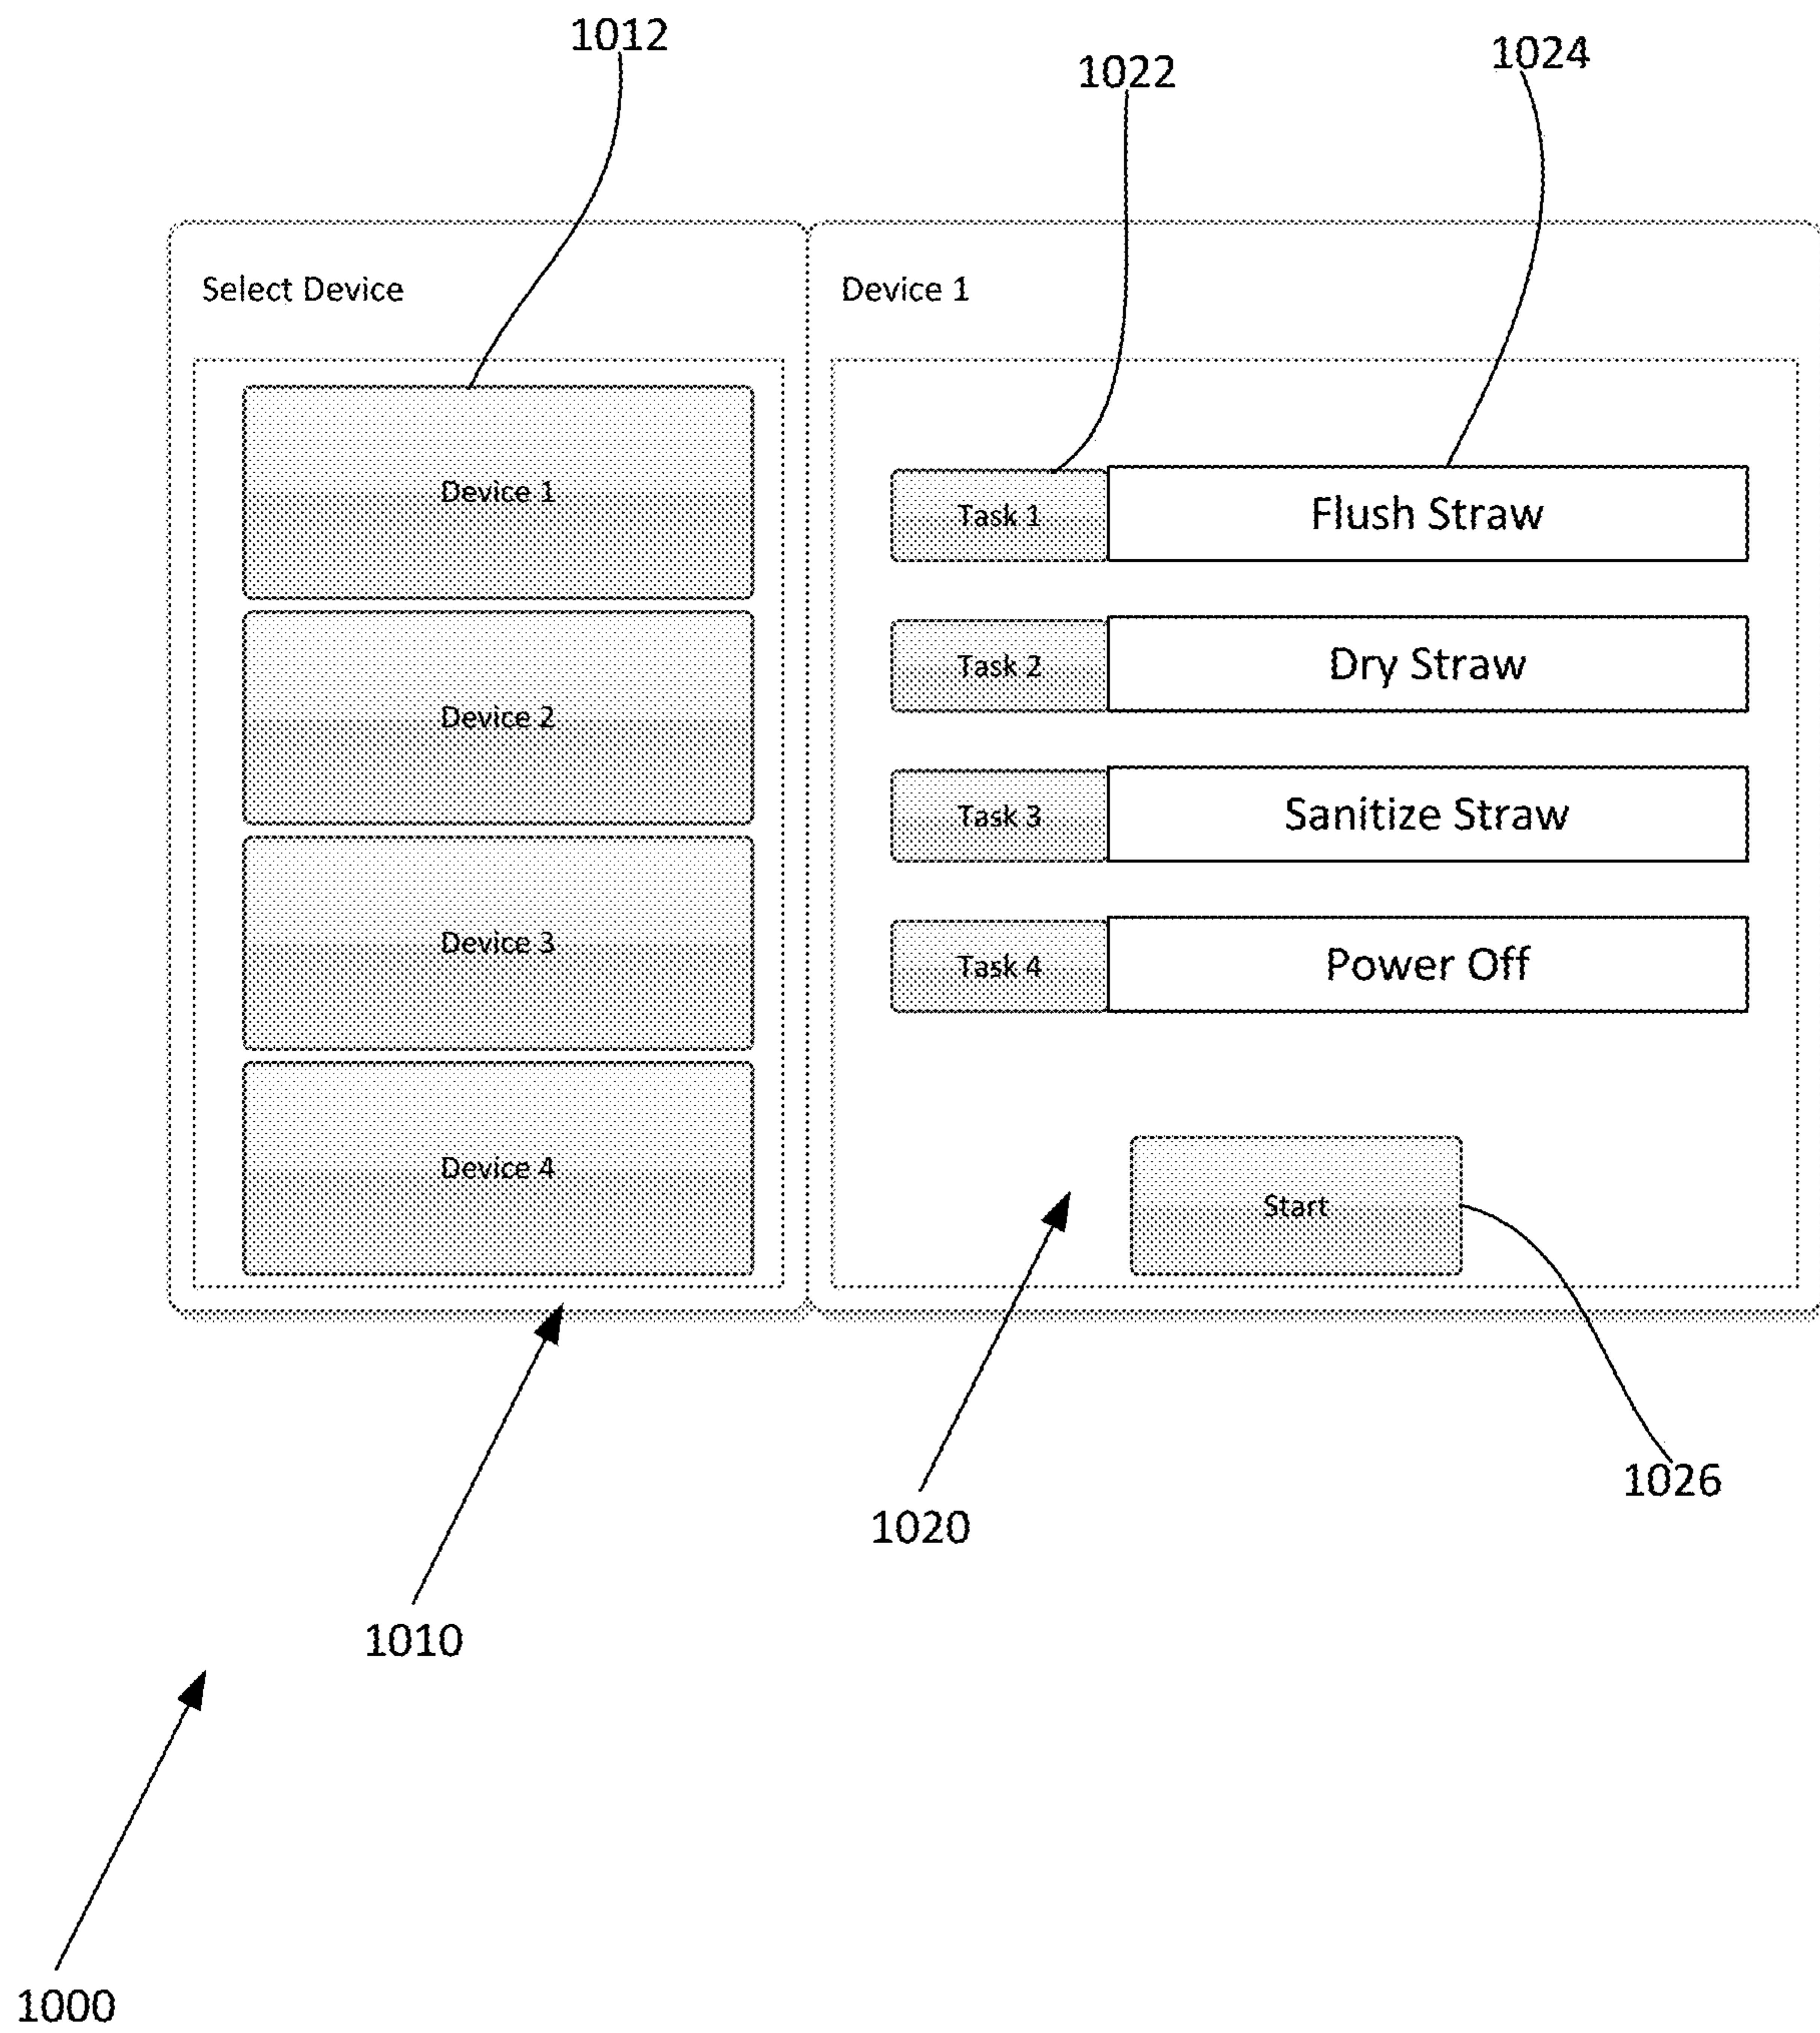 1012
1022
1024
Select Device
Device 1
Device 1
Device 2
Device 3
Device 4
Task 1
Flush Straw
Task 2
Dry Straw
Task 3
Sanitize Straw
Task 4
Power Off
Start
1026
1020
1010
1000